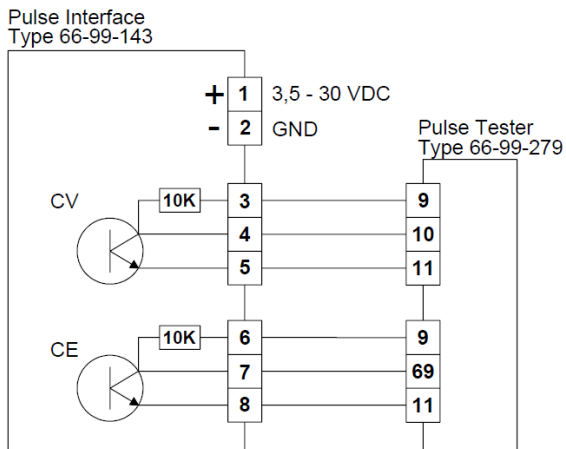 Pulse Interface
Type 66-99-143
+ 1 3,5 - 30 VDC
- 2 GND
Pulse Tester
Type 66-99-279
CV 10K 3 9
4 10
5 11
CE 10K 6 9
7 69
8 11